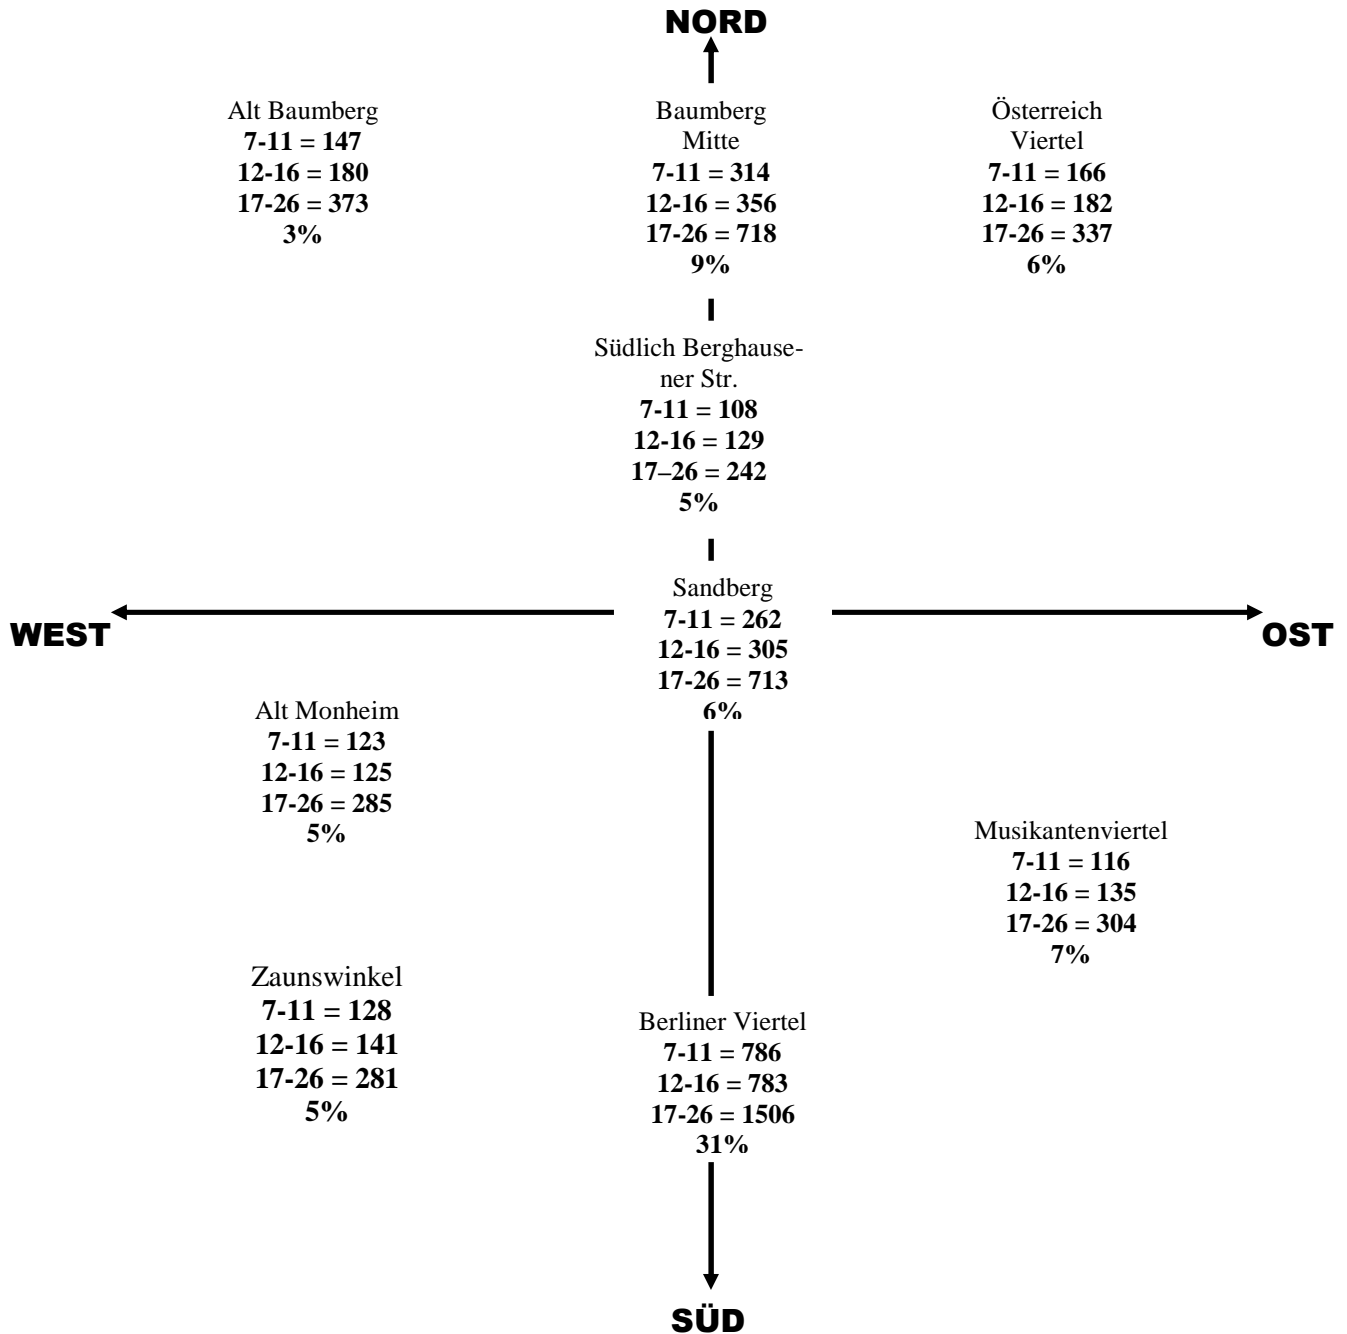 NORD
Alt Baumberg
7-11 = 147
12-16 = 180
17-26 = 373
3%
Baumberg
Mitte
7-11 = 314
12-16 = 356
17-26 = 718
9%
Österreich
Viertel
7-11 = 166
12-16 = 182
17-26 = 337
6%
Südlich Berghause-
ner Str.
7-11 = 108
12-16 = 129
17–26 = 242
5%
WEST
Sandberg
7-11 = 262
12-16 = 305
17-26 = 713
6%
OST
Alt Monheim
7-11 = 123
12-16 = 125
17-26 = 285
5%
Musikantenviertel
7-11 = 116
12-16 = 135
17-26 = 304
7%
Zaunswinkel
7-11 = 128
12-16 = 141
17-26 = 281
5%
Berliner Viertel
7-11 = 786
12-16 = 783
17-26 = 1506
31%
SÜD